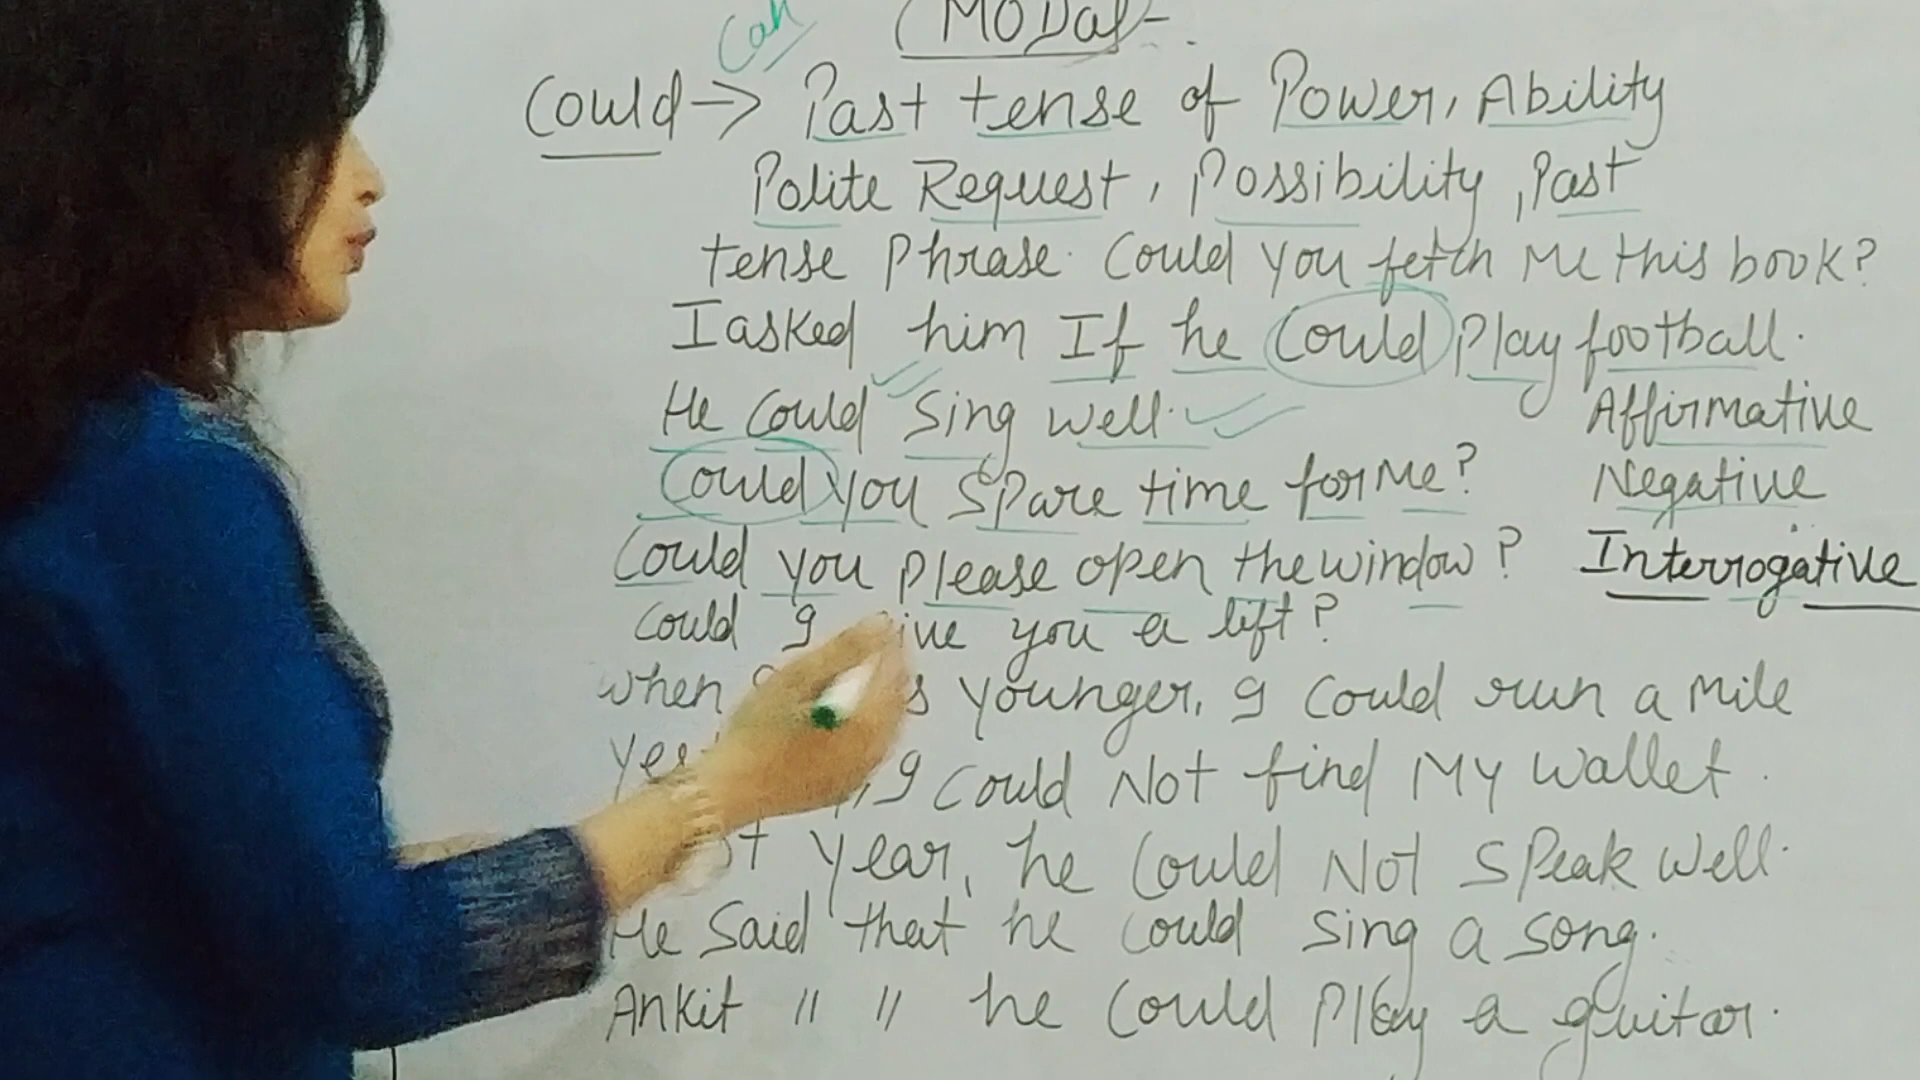 Can (MODal-
Could → Past tense of Power, Ability
Polite Request, Possibility, Past
tense Phrase. Could you fetch Me this book?
I asked him If he Could Play football.
He Could Sing well. Affirmative
Could you Spare time for Me? Negative
Could you Please open the window? Interrogative
Could I you a lift?
when younger, I Could run a Mile
I Could Not find My Wallet.
year, he Could Not Speak Well.
He Said that he Could Sing a Song.
Ankit " " he Could Play a guitar.